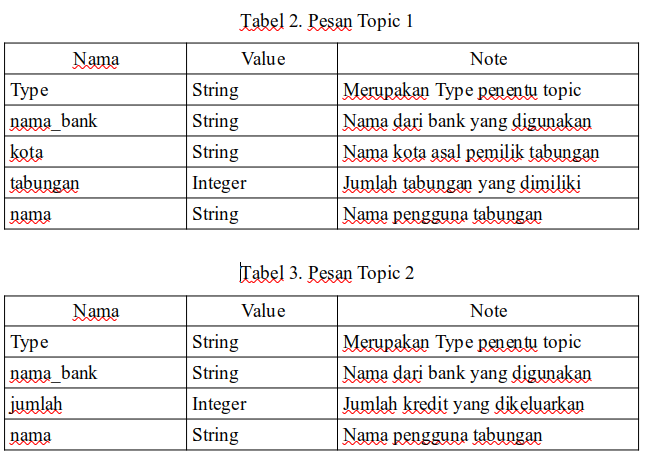 Tabel 2. Pesan Topic 1
Nama Value Note
Type String Merupakan Type penentu topic
nama_bank String Nama dari bank yang digunakan
kota String Nama kota asal pemilik tabungan
tabungan Integer Jumlah tabungan yang dimiliki
nama String Nama pengguna tabungan
Tabel 3. Pesan Topic 2
Nama Value Note
Type String Merupakan Type penentu topic
nama_bank String Nama dari bank yang digunakan
jumlah Integer Jumlah kredit yang dikeluarkan
nama String Nama pengguna tabungan